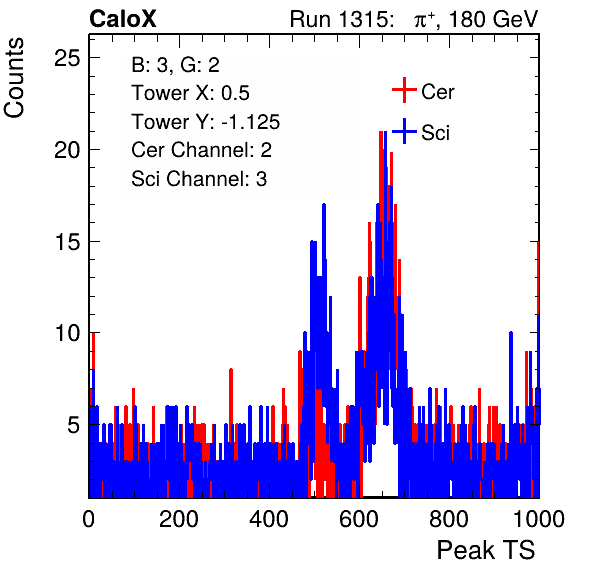 CaloX Run 1315: π⁺, 180 GeV
Counts
B: 3, G: 2
Tower X: 0.5
Tower Y: -1.125
Cer Channel: 2
Sci Channel: 3
Cer
Sci
25
20
15
10
5
0 200 400 600 800 1000
Peak TS